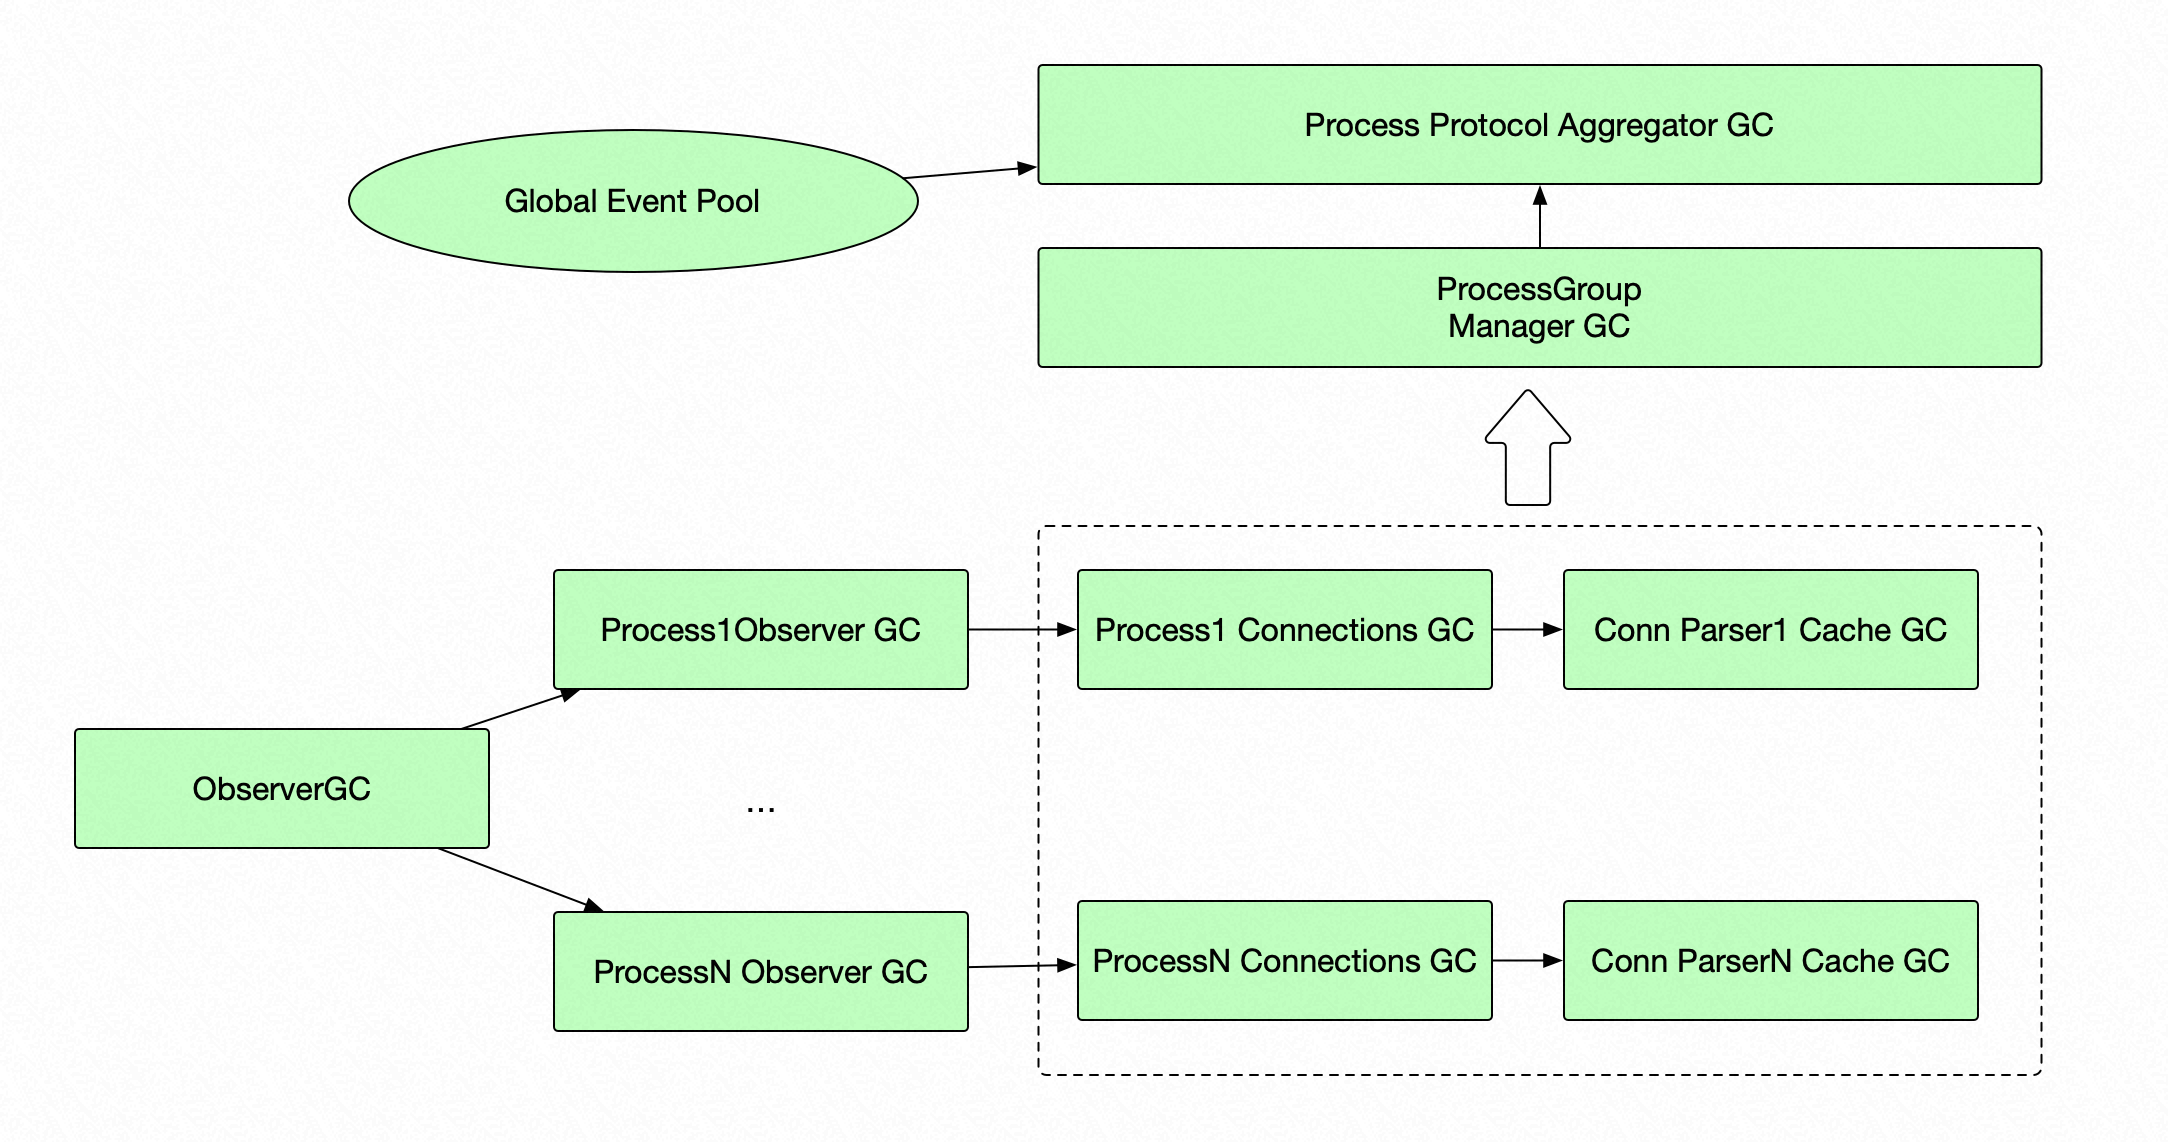 Process Protocol Aggregator GC
Global Event Pool
ProcessGroup
Manager GC
Process1Observer GC
Process1 Connections GC
Conn Parser1 Cache GC
ObserverGC
...
ProcessN Observer GC
ProcessN Connections GC
Conn ParserN Cache GC